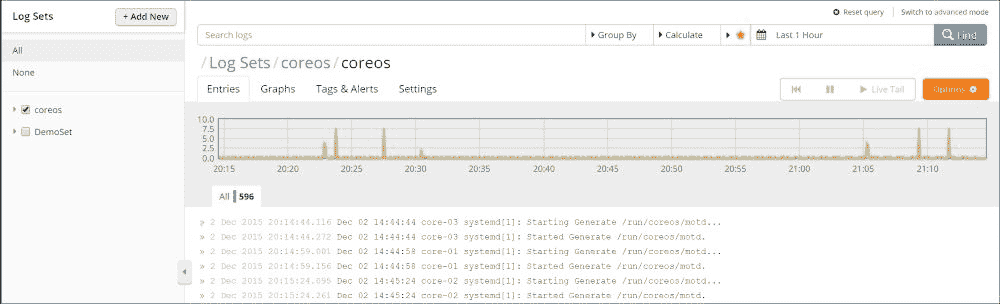 Log Sets
+ Add New
All
None
coreos
DemoSet
Reset query
Switch to advanced mode
Search logs
Group By
Calculate
Last 1 Hour
Find
/ Log Sets / coreos / coreos
Entries
Graphs
Tags & Alerts
Settings
Live Tail
Options
10.0
7.5
5.0
2.5
0.0
20:15 20:20 20:25 20:30 20:35 20:40 20:45 20:50 20:55 21:00 21:05 21:10
All 596
» 2 Dec 2015 20:14:44.116 Dec 02 14:44:44 core-03 systemd[1]: Starting Generate /run/coreos/motd...
» 2 Dec 2015 20:14:44.272 Dec 02 14:44:44 core-03 systemd[1]: Started Generate /run/coreos/motd.
» 2 Dec 2015 20:14:59.001 Dec 02 14:44:58 core-01 systemd[1]: Starting Generate /run/coreos/motd...
» 2 Dec 2015 20:14:59.156 Dec 02 14:44:58 core-01 systemd[1]: Started Generate /run/coreos/motd.
» 2 Dec 2015 20:15:24.095 Dec 02 14:45:24 core-02 systemd[1]: Starting Generate /run/coreos/motd...
» 2 Dec 2015 20:15:24.261 Dec 02 14:45:24 core-02 systemd[1]: Started Generate /run/coreos/motd.